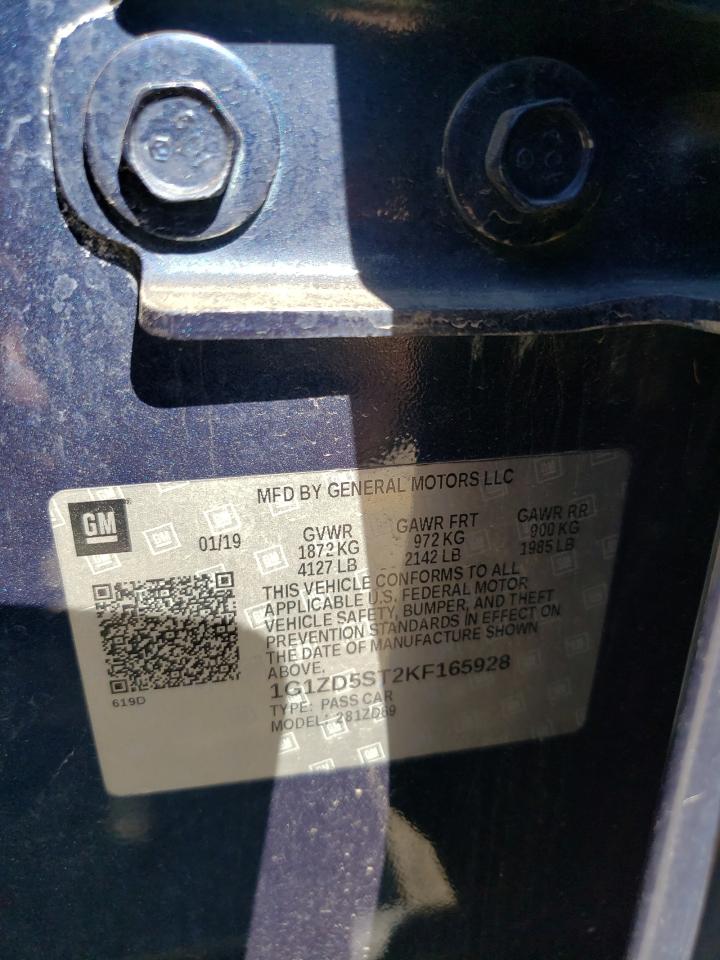 MFD BY GENERAL MOTORS LLC
GM
01/19
GVWR
1872 KG
4127 LB
GAWR FRT
972 KG
2142 LB
GAWR RR
900 KG
1985 LB
THIS VEHICLE CONFORMS TO ALL
APPLICABLE U.S. FEDERAL MOTOR
VEHICLE SAFETY, BUMPER, AND THEFT
PREVENTION STANDARDS IN EFFECT ON
THE DATE OF MANUFACTURE SHOWN
ABOVE.
1G1ZD5ST2KF165928
TYPE: PASS CAR
MODEL: 281ZD69
619D